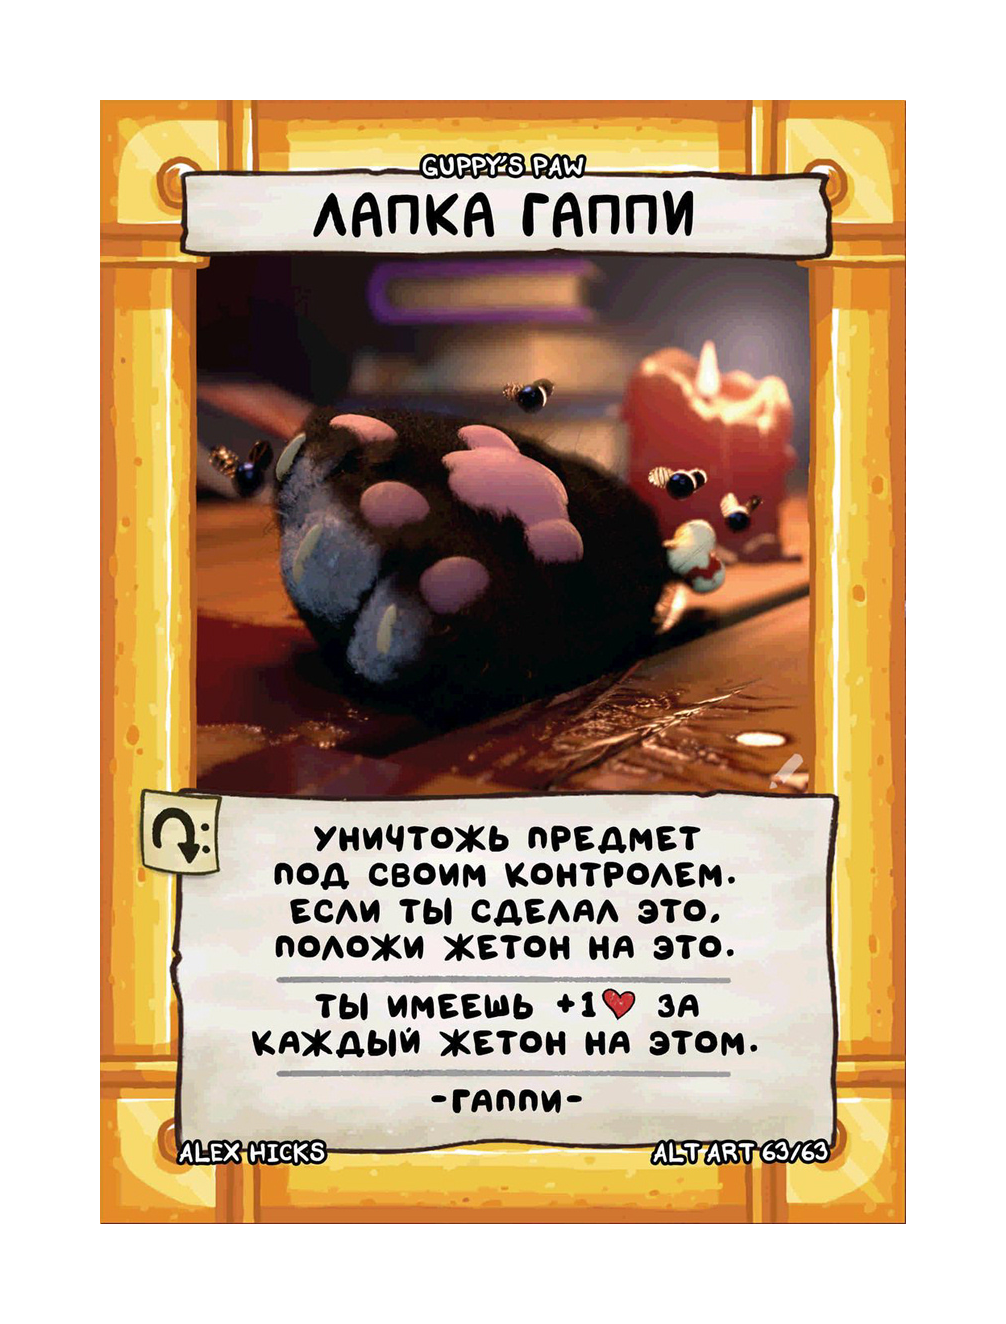 GUPPY'S PAW
ЛАПКА ГАППИ
УНИЧТОЖЬ ПРЕДМЕТ
ПОД СВОИМ КОНТРОЛЕМ.
ЕСЛИ ТЫ СДЕЛАЛ ЭТО,
ПОЛОЖИ ЖЕТОН НА ЭТО.
ТЫ ИМЕЕШЬ +1❤ ЗА
КАЖДЫЙ ЖЕТОН НА ЭТОМ.
-ГАППИ-
ALEX HICKS
ALT ART 63/63